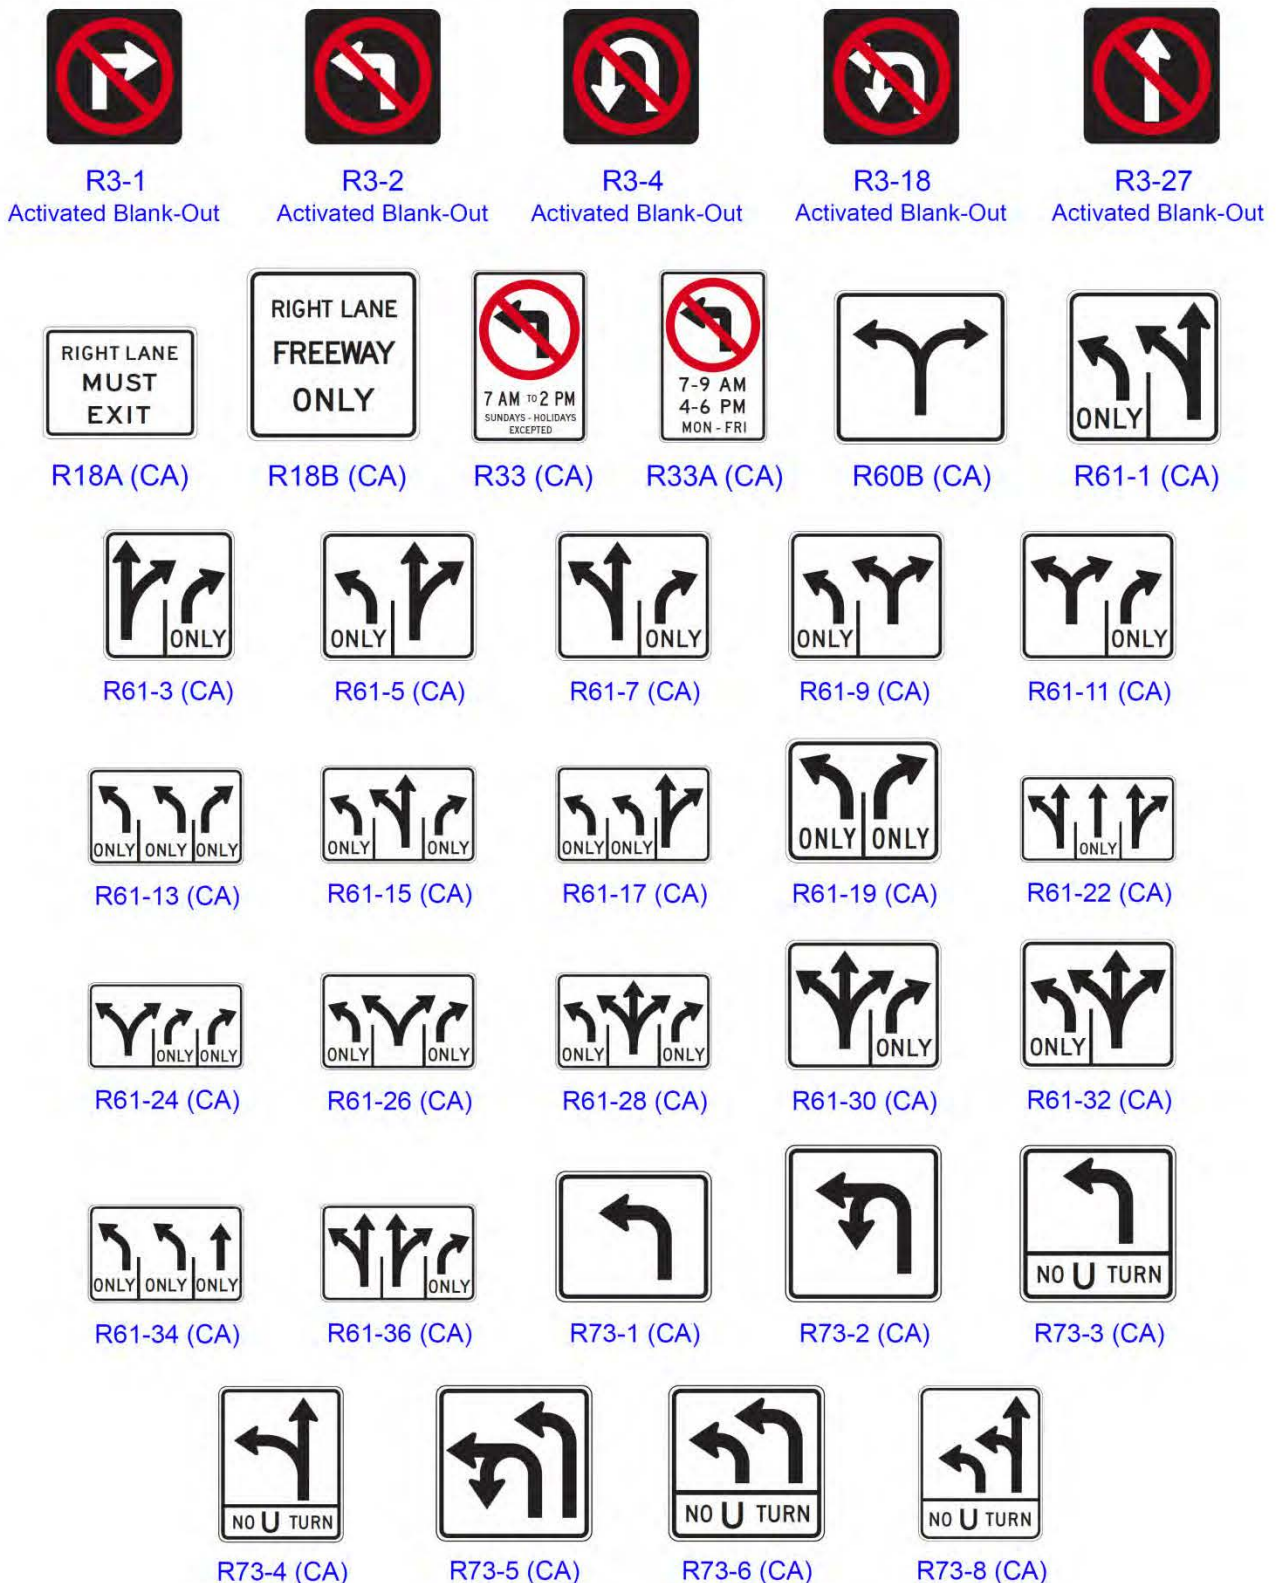 R3-1
Activated Blank-Out
R3-2
Activated Blank-Out
R3-4
Activated Blank-Out
R3-18
Activated Blank-Out
R3-27
Activated Blank-Out
RIGHT LANE
MUST
EXIT
R18A (CA)
RIGHT LANE
FREEWAY
ONLY
R18B (CA)
7 AM TO 2 PM
SUNDAYS - HOLIDAYS
EXCEPTED
R33 (CA)
7-9 AM
4-6 PM
MON - FRI
R33A (CA)
R60B (CA)
ONLY
R61-1 (CA)
ONLY
R61-3 (CA)
ONLY
R61-5 (CA)
ONLY
R61-7 (CA)
ONLY
R61-9 (CA)
ONLY
R61-11 (CA)
ONLY ONLY ONLY
R61-13 (CA)
ONLY ONLY
R61-15 (CA)
ONLY ONLY
R61-17 (CA)
ONLY ONLY
R61-19 (CA)
ONLY
R61-22 (CA)
ONLY ONLY
R61-24 (CA)
ONLY ONLY
R61-26 (CA)
ONLY ONLY
R61-28 (CA)
ONLY
R61-30 (CA)
ONLY
R61-32 (CA)
ONLY ONLY ONLY
R61-34 (CA)
ONLY
R61-36 (CA)
R73-1 (CA)
R73-2 (CA)
NO U TURN
R73-3 (CA)
NO U TURN
R73-4 (CA)
R73-5 (CA)
NO U TURN
R73-6 (CA)
NO U TURN
R73-8 (CA)